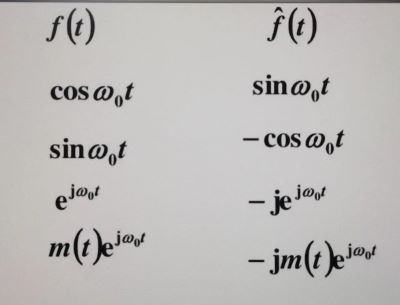 f(t) f̂(t)
cos ω₀t sin ω₀t
sin ω₀t − cos ω₀t
e^{jω₀t} − je^{jω₀t}
m(t)e^{jω₀t} − jm(t)e^{jω₀t}